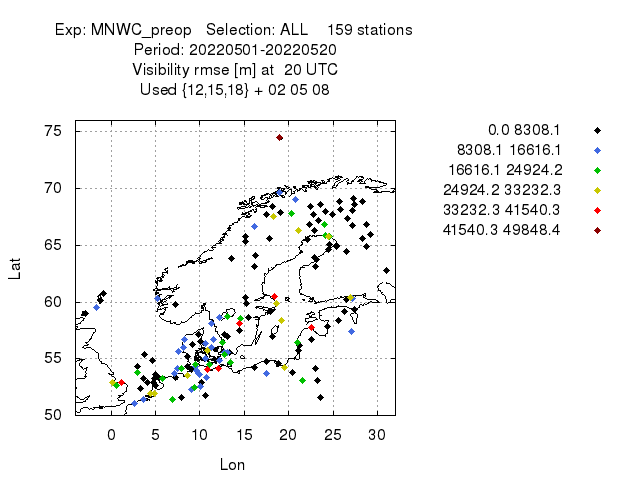 Exp: MNWC_preop   Selection: ALL    159 stations
Period: 20220501-20220520
Visibility rmse [m] at  20 UTC
Used {12,15,18} + 02 05 08
0.0 8308.1
8308.1 16616.1
16616.1 24924.2
24924.2 33232.3
33232.3 41540.3
41540.3 49848.4
75
70
65
60
55
50
Lat
0 5 10 15 20 25 30
Lon